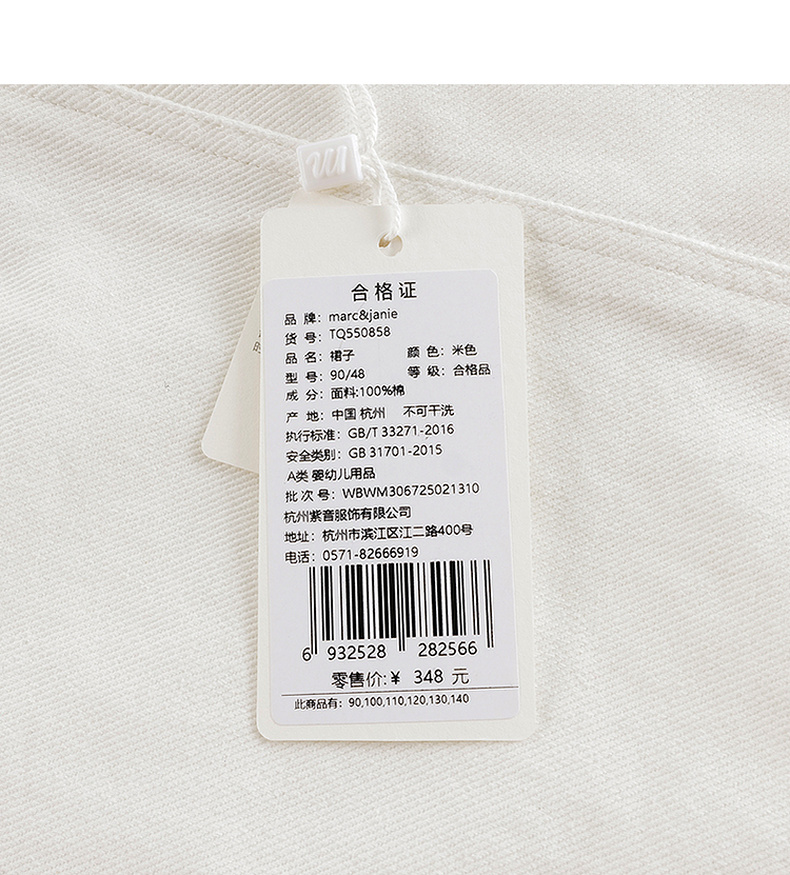 合格证
品 牌：marc&janie
货 号：TQ550858
品 名：裙子 颜 色：米色
型 号：90/48 等 级：合格品
成 分：面料:100%棉
产 地：中国 杭州 不可干洗
执行标准：GB/T 33271-2016
安全类别：GB 31701-2015
A类 婴幼儿用品
批 次 号：WBWM306725021310
杭州紫音服饰有限公司
地址：杭州市滨江区江二路400号
电话：0571-82666919
6 932528 282566
零售价:¥ 348 元
此商品有：90,100,110,120,130,140